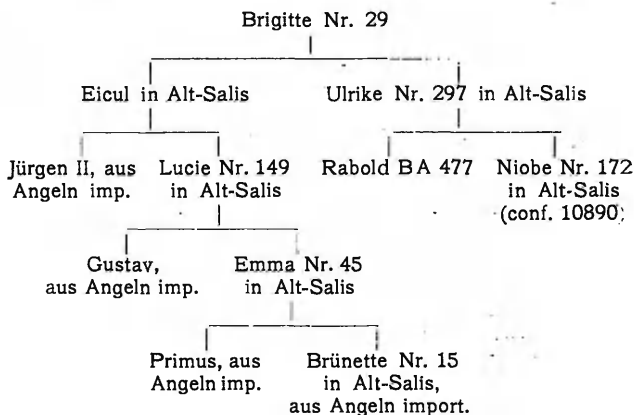 Brigitte Nr. 29
Eicul in Alt-Salis
Ulrike Nr. 297 in Alt-Salis
Jürgen II, aus
Angeln imp.
Lucie Nr. 149
in Alt-Salis
Rabold BA 477
Niobe Nr. 172
in Alt-Salis
(conf. 10890)
Gustav,
aus Angeln imp.
Emma Nr. 45
in Alt-Salis
Primus, aus
Angeln imp.
Brünette Nr. 15
in Alt-Salis,
aus Angeln import.